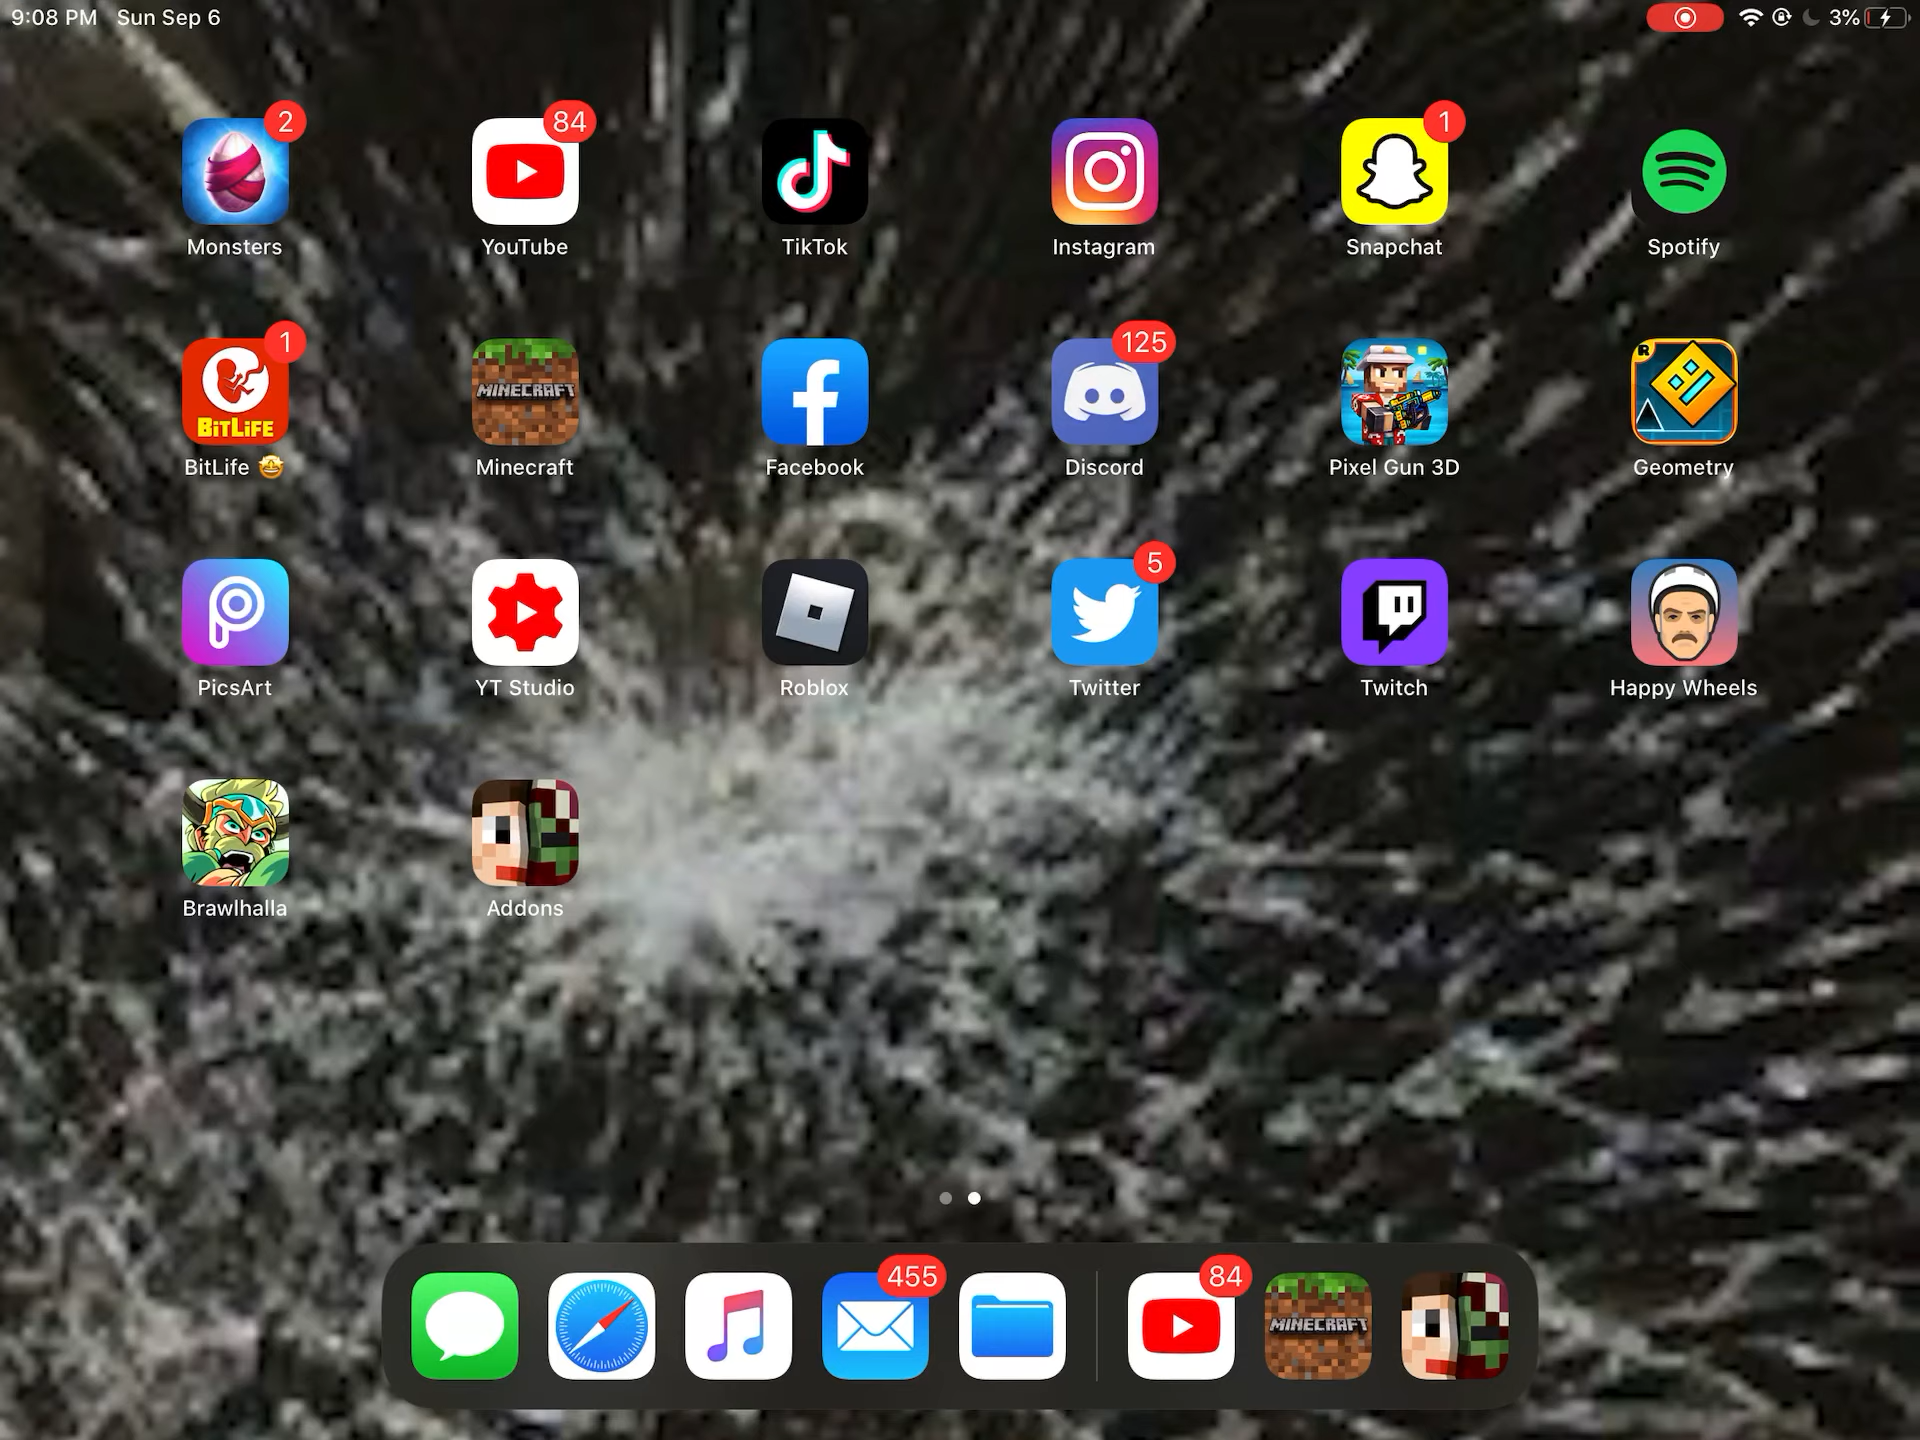 9:08 PM Sun Sep 6
3%
2
84
1
Monsters
YouTube
TikTok
Instagram
Snapchat
Spotify
1
125
BITLIFE
MINECRAFT
R
BitLife 🤩
Minecraft
Facebook
Discord
Pixel Gun 3D
Geometry
5
PicsArt
YT Studio
Roblox
Twitter
Twitch
Happy Wheels
Brawlhalla
Addons
455
84
MINECRAFT